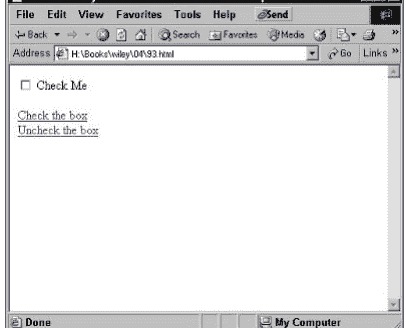 File Edit View Favorites Tools Help Send
Back Search Favorites Media
Address H:\Books\wiley\04\93.html Go Links »
Check Me
Check the box
Uncheck the box
Done My Computer